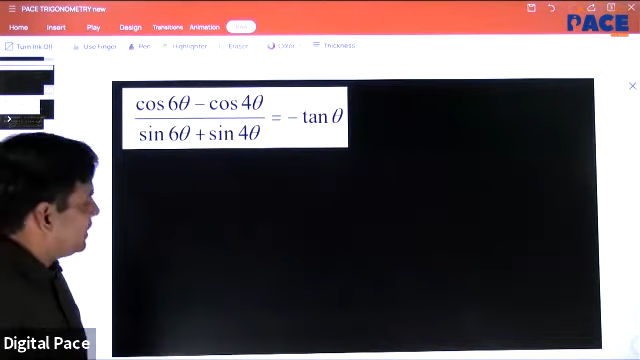 PACE TRIGONOMETRY new
Home Insert Draw Design Transitions Animation
Turn Ink Off Use Finger Pen Highlighter Eraser Color Thickness
PACE
cos 6θ − cos 4θ
sin 6θ + sin 4θ
= − tan θ
Digital Pace